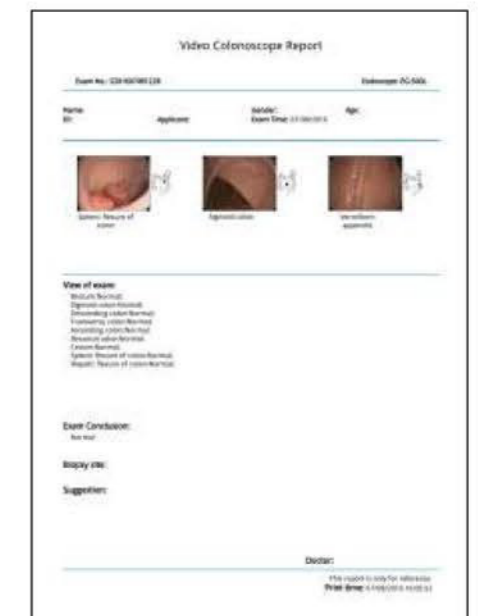 Video Colonoscope Report
Exam No.:
Name:
Gender:
Age:
ID:
Applicant:
Exam Time:
Splenic flexure of
colon
Sigmoid colon
Vermiform
appendix
View of exam:
Rectum:Normal;
Sigmoid colon:Normal;
Descending colon:Normal;
Transverse colon:Normal;
Ascending colon:Normal;
Cecum:Normal;
Splenic flexure of colon:Normal;
Hepatic flexure of colon:Normal;
Exam Conclusion:
Normal
Biopsy site:
Suggestion:
Doctor:
This report is only for reference
Print time: